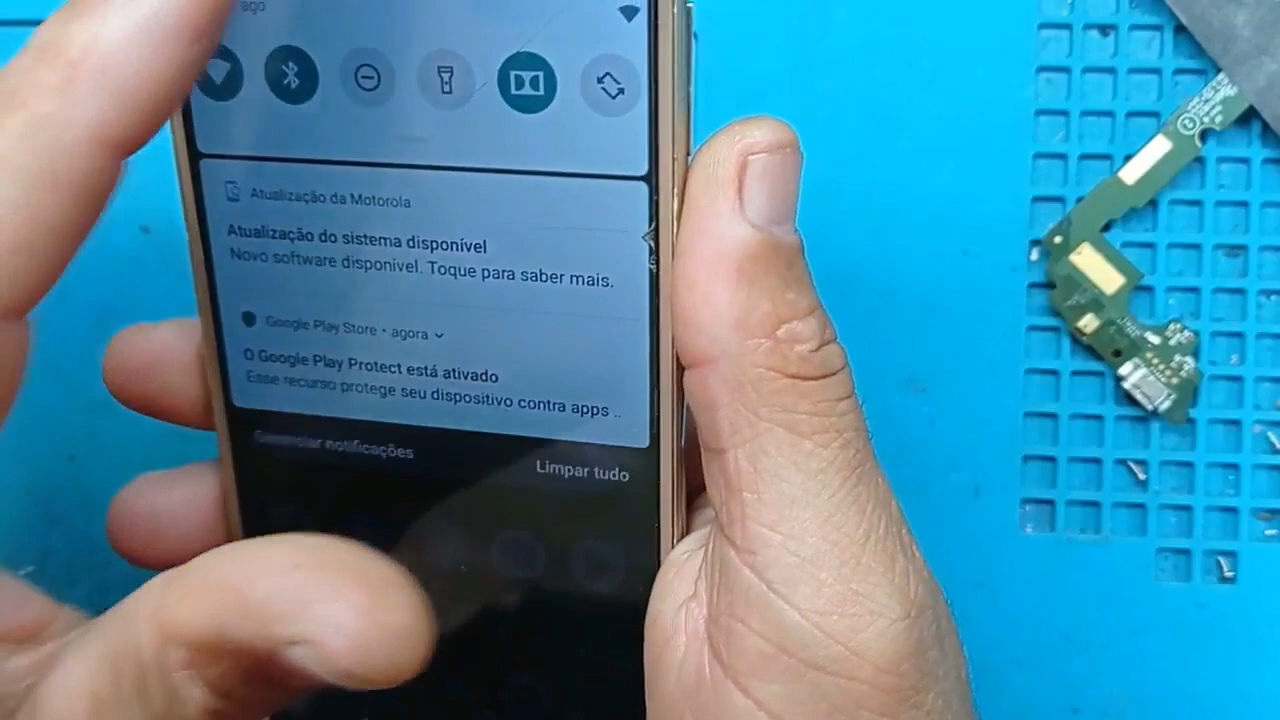 ago
Atualização da Motorola
Atualização do sistema disponível
Novo software disponível. Toque para saber mais.
Google Play Store • agora
O Google Play Protect está ativado
Esse recurso protege seu dispositivo contra apps ..
Gerenciar notificações
Limpar tudo